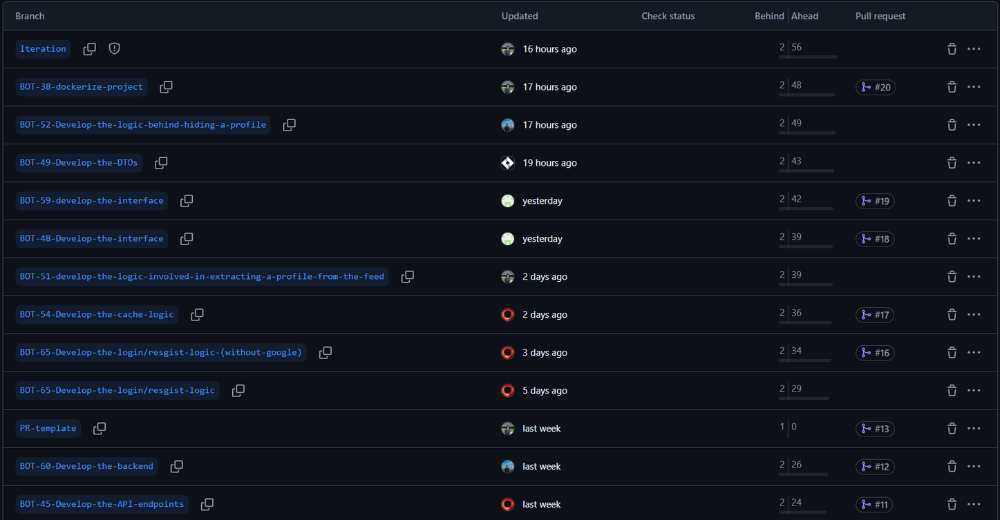 Branch Updated Check status Behind Ahead Pull request
Iteration 16 hours ago 2 56
BOT-38-dockerize-project 17 hours ago 2 48 #20
BOT-52-Develop-the-logic-behind-hiding-a-profile 17 hours ago 2 49
BOT-49-Develop-the-DTOs 19 hours ago 2 43
BOT-59-develop-the-interface yesterday 2 42 #19
BOT-48-Develop-the-interface yesterday 2 39 #18
BOT-51-develop-the-logic-involved-in-extracting-a-profile-from-the-feed 2 days ago 2 39
BOT-54-Develop-the-cache-logic 2 days ago 2 36 #17
BOT-65-Develop-the-login/resgist-logic-(without-google) 3 days ago 2 34 #16
BOT-65-Develop-the-login/resgist-logic 5 days ago 2 29
PR-template last week 1 0 #13
BOT-60-Develop-the-backend last week 2 26 #12
BOT-45-Develop-the-API-endpoints last week 2 24 #11